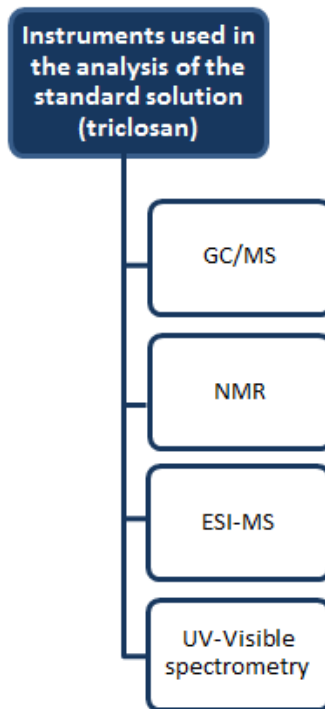 Instruments used in
the analysis of the
standard solution
(triclosan)
GC/MS
NMR
ESI-MS
UV-Visible
spectrometry